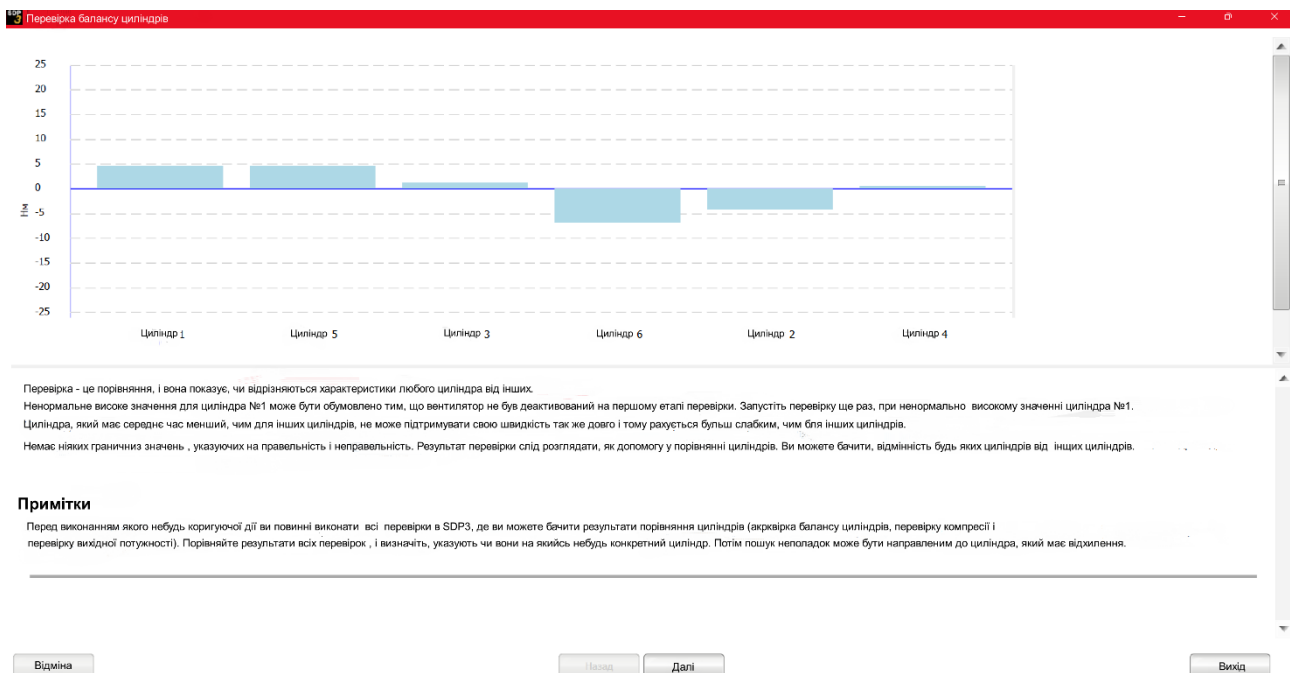 SDP3 Перевірка балансу циліндрів
25
20
15
10
5
0
-5
-10
-15
-20
-25
Нм
Циліндр 1 Циліндр 5 Циліндр 3 Циліндр 6 Циліндр 2 Циліндр 4
Перевірка - це порівняння, і вона показує, чи відрізняються характеристики любого циліндра від інших.
Ненормальне високе значення для циліндра №1 може бути обумовлено тим, що вентилятор не був деактивований на першому етапі перевірки. Запустіть перевірку ще раз, при ненормально високому значенні циліндра №1.
Циліндра, який має середнє час менший, чим для інших циліндрів, не може підтримувати свою швидкість так же довго і тому рахується бульш слабким, чим бля інших циліндрів.
Немає ніяких граничниз значень , указуючих на правельність і неправельність. Результат перевірки слід розглядати, як допомогу у порівнянні циліндрів. Ви можете бачити, відмінність будь яких циліндрів від інщих циліндрів.
Примітки
Перед виконанням якого небудь коригуючої дії ви повинні виконати всі перевірки в SDP3, де ви можете бачити результати порівняння циліндрів (акрквірка балансу циліндрів, перевірку компресії і
перевірку вихідної потужності). Порівняйте результати всіх перевірок , і визначіть, указують чи вони на якийсь небудь конкретний циліндр. Потім пошук неполадок може бути направленим до циліндра, який має відхилення.
Відміна Назад Далі Вихід